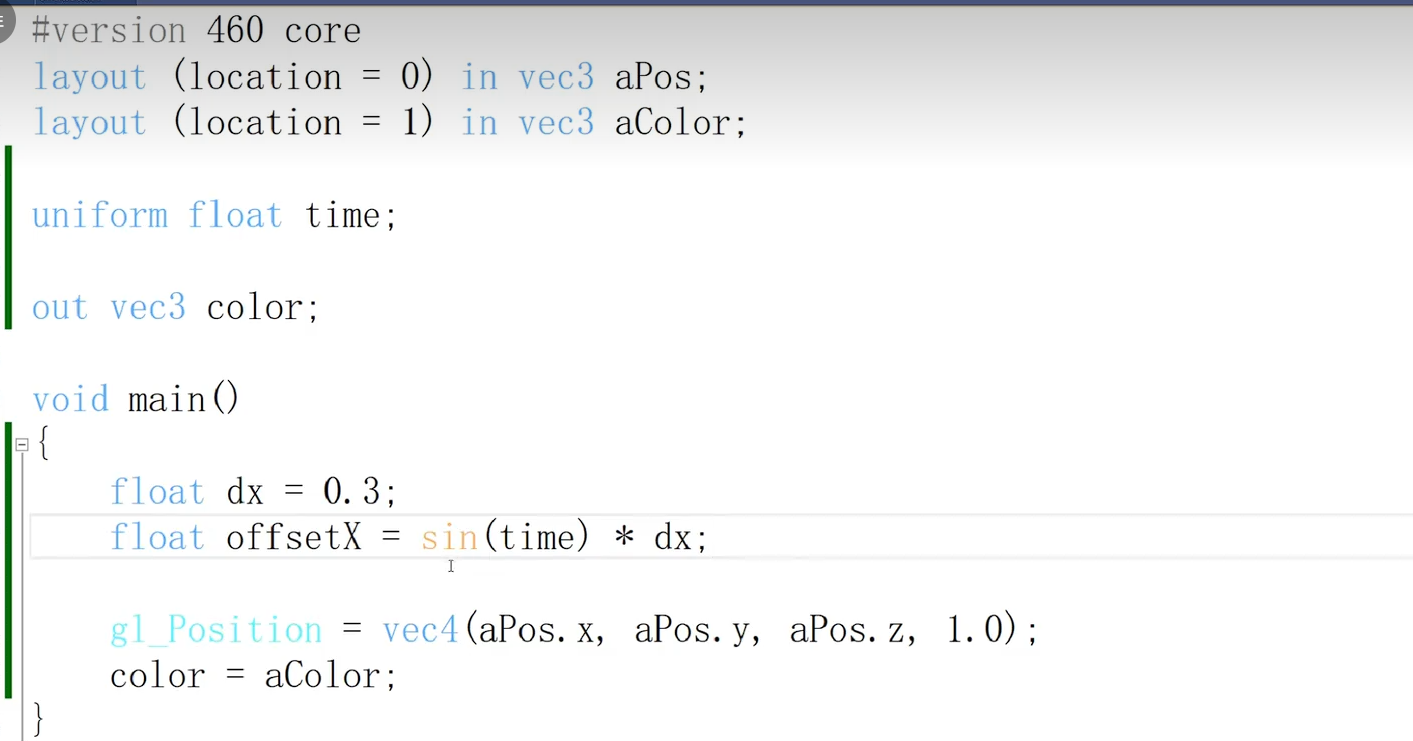 #version 460 core
layout (location = 0) in vec3 aPos;
layout (location = 1) in vec3 aColor;
uniform float time;
out vec3 color;
void main()
{
float dx = 0.3;
float offsetX = sin(time) * dx;
gl_Position = vec4(aPos.x, aPos.y, aPos.z, 1.0);
color = aColor;
}